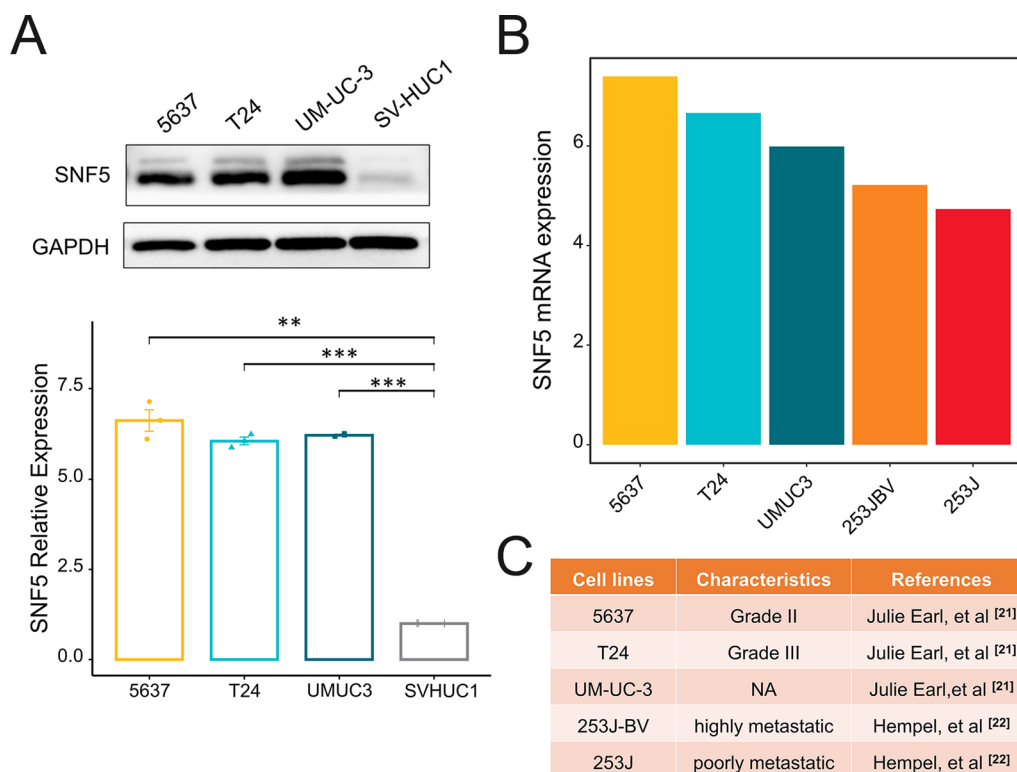 A
5637
T24
UM-UC-3
SV-HUC1
SNF5
GAPDH
**
***
***
SNF5 Relative Expression
7.5
5.0
2.5
0.0
5637
T24
UMUC3
SVHUC1
B
SNF5 mRNA expression
6
4
2
0
5637
T24
UMUC3
253JBV
253J
C
Cell lines Characteristics References
5637 Grade II Julie Earl, et al [21]
T24 Grade III Julie Earl, et al [21]
UM-UC-3 NA Julie Earl,et al [21]
253J-BV highly metastatic Hempel, et al [22]
253J poorly metastatic Hempel, et al [22]